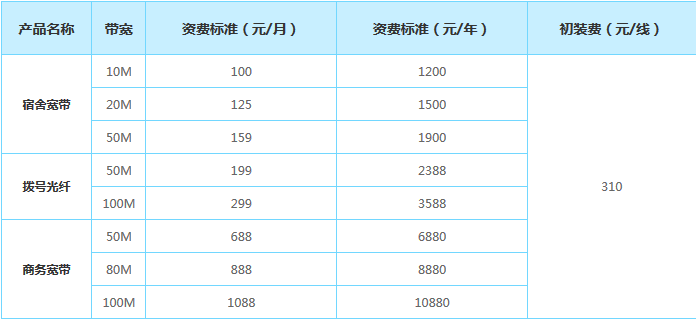 产品名称 带宽 资费标准（元/月） 资费标准（元/年） 初装费（元/线）
宿舍宽带 10M 100 1200 310
20M 125 1500
50M 159 1900
拨号光纤 50M 199 2388
100M 299 3588
商务宽带 50M 688 6880
80M 888 8880
100M 1088 10880